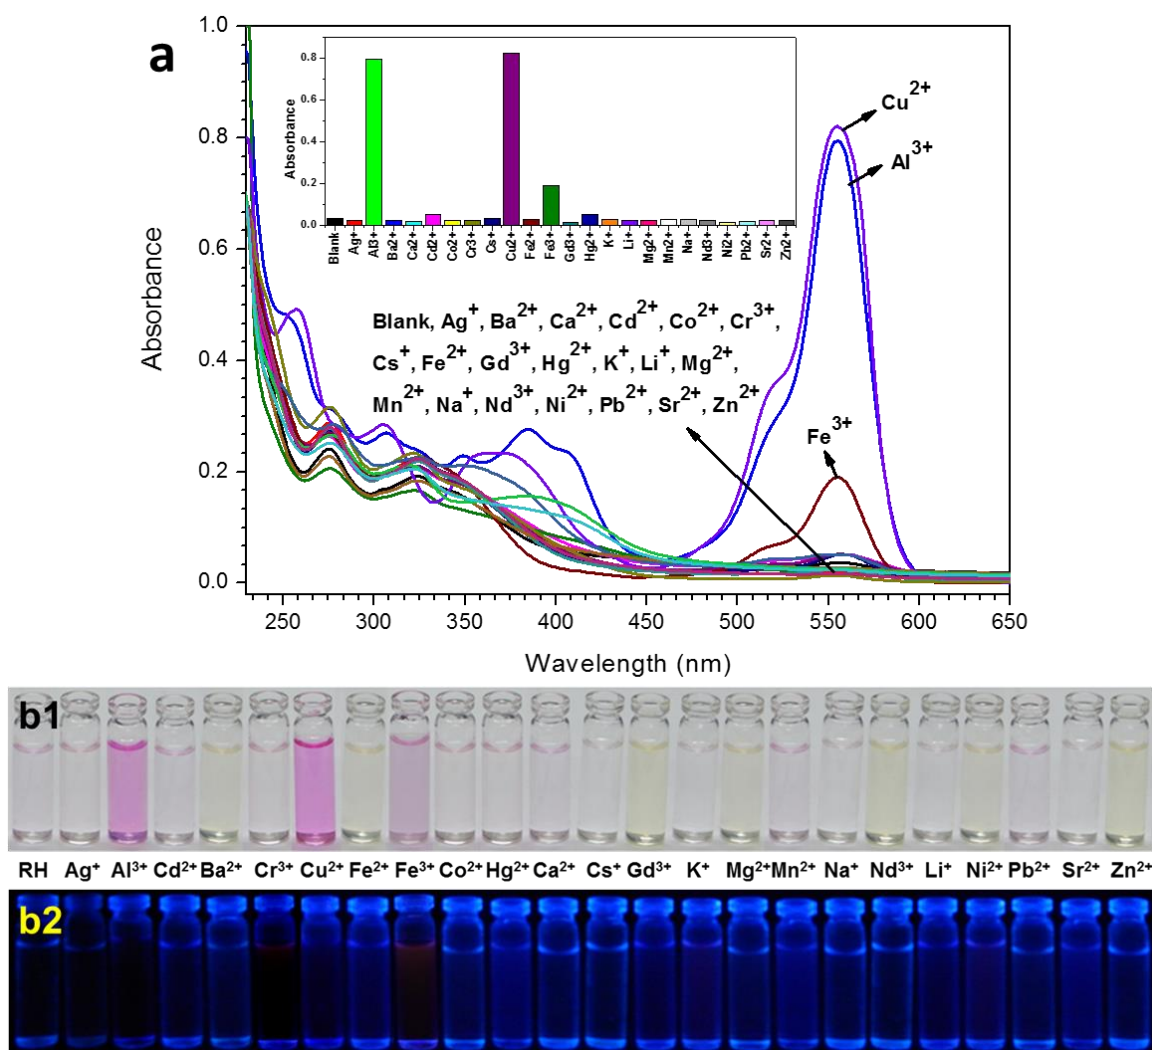 a
1.0
0.8
0.6
0.4
0.2
0.0
Absorbance
250 300 350 400 450 500 550 600 650
Wavelength (nm)
0.8
0.6
0.4
0.2
0.0
Absorbance
Blank Ag+ Al3+ Ba2+ Ca2+ Cd2+ Co2+ Cr3+ Cs+ Cu2+ Fe2+ Fe3+ Gd3+ Hg2+ K+ Li+ Mg2+ Mn2+ Na+ Nd3+ Ni2+ Pb2+ Sr2+ Zn2+
Cu2+
Al3+
Blank, Ag+, Ba2+, Ca2+, Cd2+, Co2+, Cr3+,
Cs+, Fe2+, Gd3+, Hg2+, K+, Li+, Mg2+,
Mn2+, Na+, Nd3+, Ni2+, Pb2+, Sr2+, Zn2+
Fe3+
b1
RH Ag+ Al3+ Cd2+ Ba2+ Cr3+ Cu2+ Fe2+ Fe3+ Co2+ Hg2+ Ca2+ Cs+ Gd3+ K+ Mg2+ Mn2+ Na+ Nd3+ Li+ Ni2+ Pb2+ Sr2+ Zn2+
b2